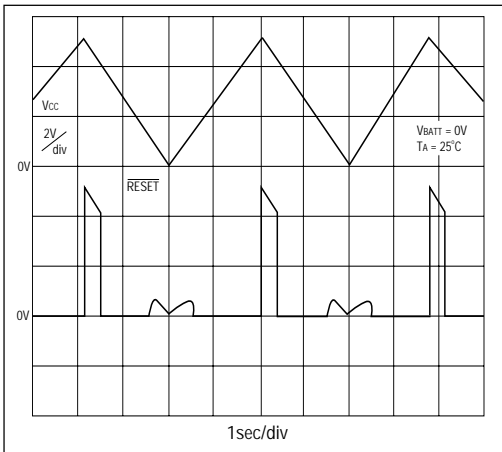 VCC
2V/div
VBATT = 0V
TA = 25°C
0V
RESET
0V
1sec/div